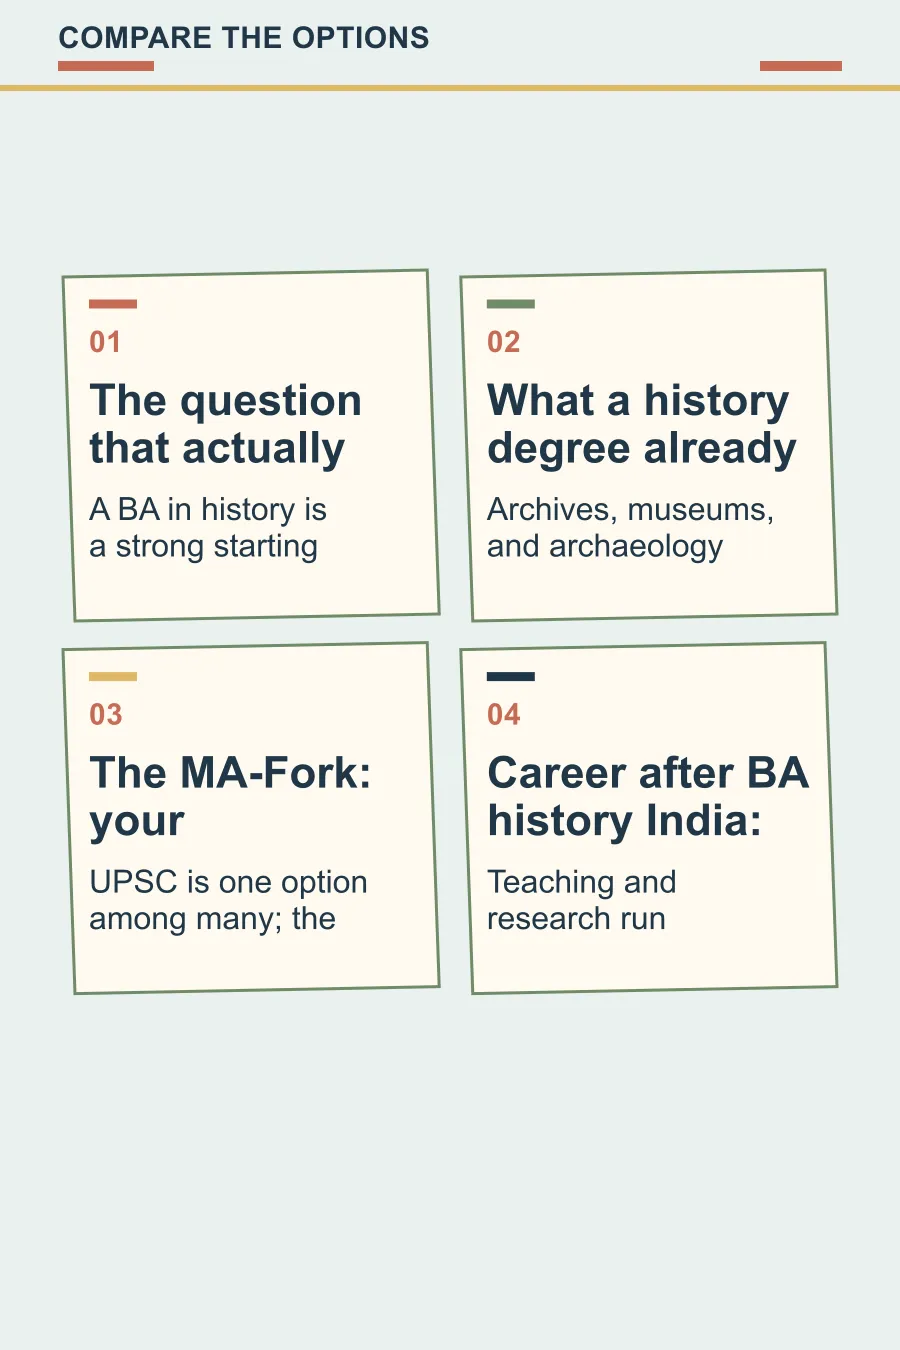 COMPARE THE OPTIONS
01
The question
that actually
A BA in history is
a strong starting
02
What a history
degree already
Archives, museums,
and archaeology
03
The MA-Fork:
your
UPSC is one option
among many; the
04
Career after BA
history India:
Teaching and
research run